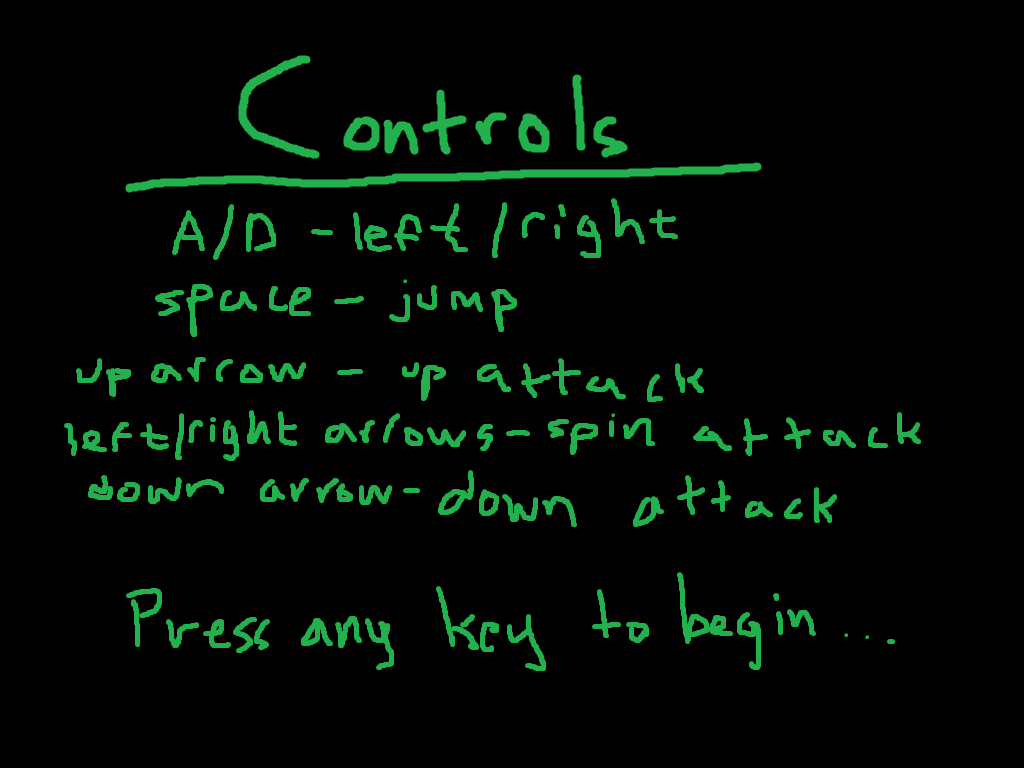 Controls
A/D - left/right
space - jump
up arrow - up attack
left/right arrows - spin attack
down arrow - down attack
Press any key to begin...